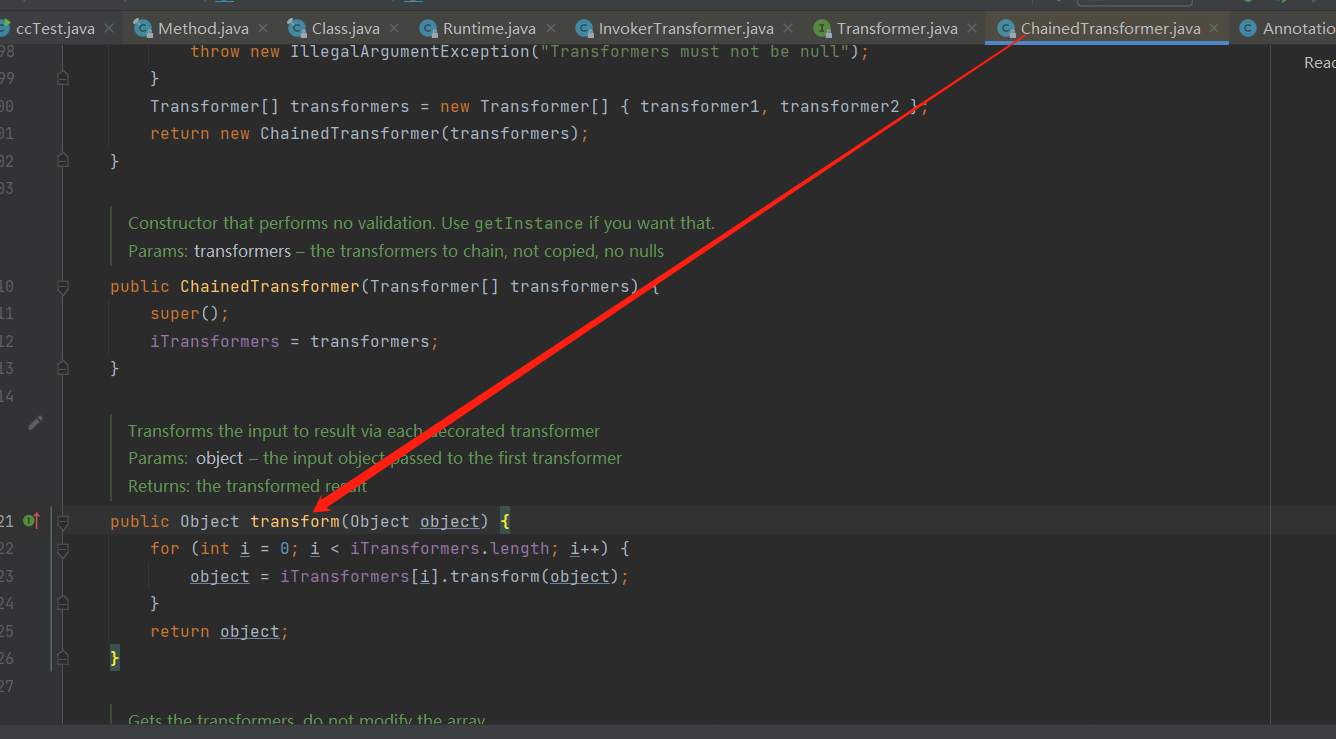 ccTest.java Method.java Class.java Runtime.java InvokerTransformer.java Transformer.java ChainedTransformer.java Annotatio
98 throw new IllegalArgumentException("Transformers must not be null");
Read
99 }
00 Transformer[] transformers = new Transformer[] { transformer1, transformer2 };
01 return new ChainedTransformer(transformers);
02 }
03
Constructor that performs no validation. Use getInstance if you want that.
Params: transformers – the transformers to chain, not copied, no nulls
10 public ChainedTransformer(Transformer[] transformers) {
11 super();
12 iTransformers = transformers;
13 }
14
Transforms the input to result via each decorated transformer
Params: object – the input object passed to the first transformer
Returns: the transformed result
21 public Object transform(Object object) {
22 for (int i = 0; i < iTransformers.length; i++) {
23 object = iTransformers[i].transform(object);
24 }
25 return object;
26 }
27
Gets the transformers, do not modify the array